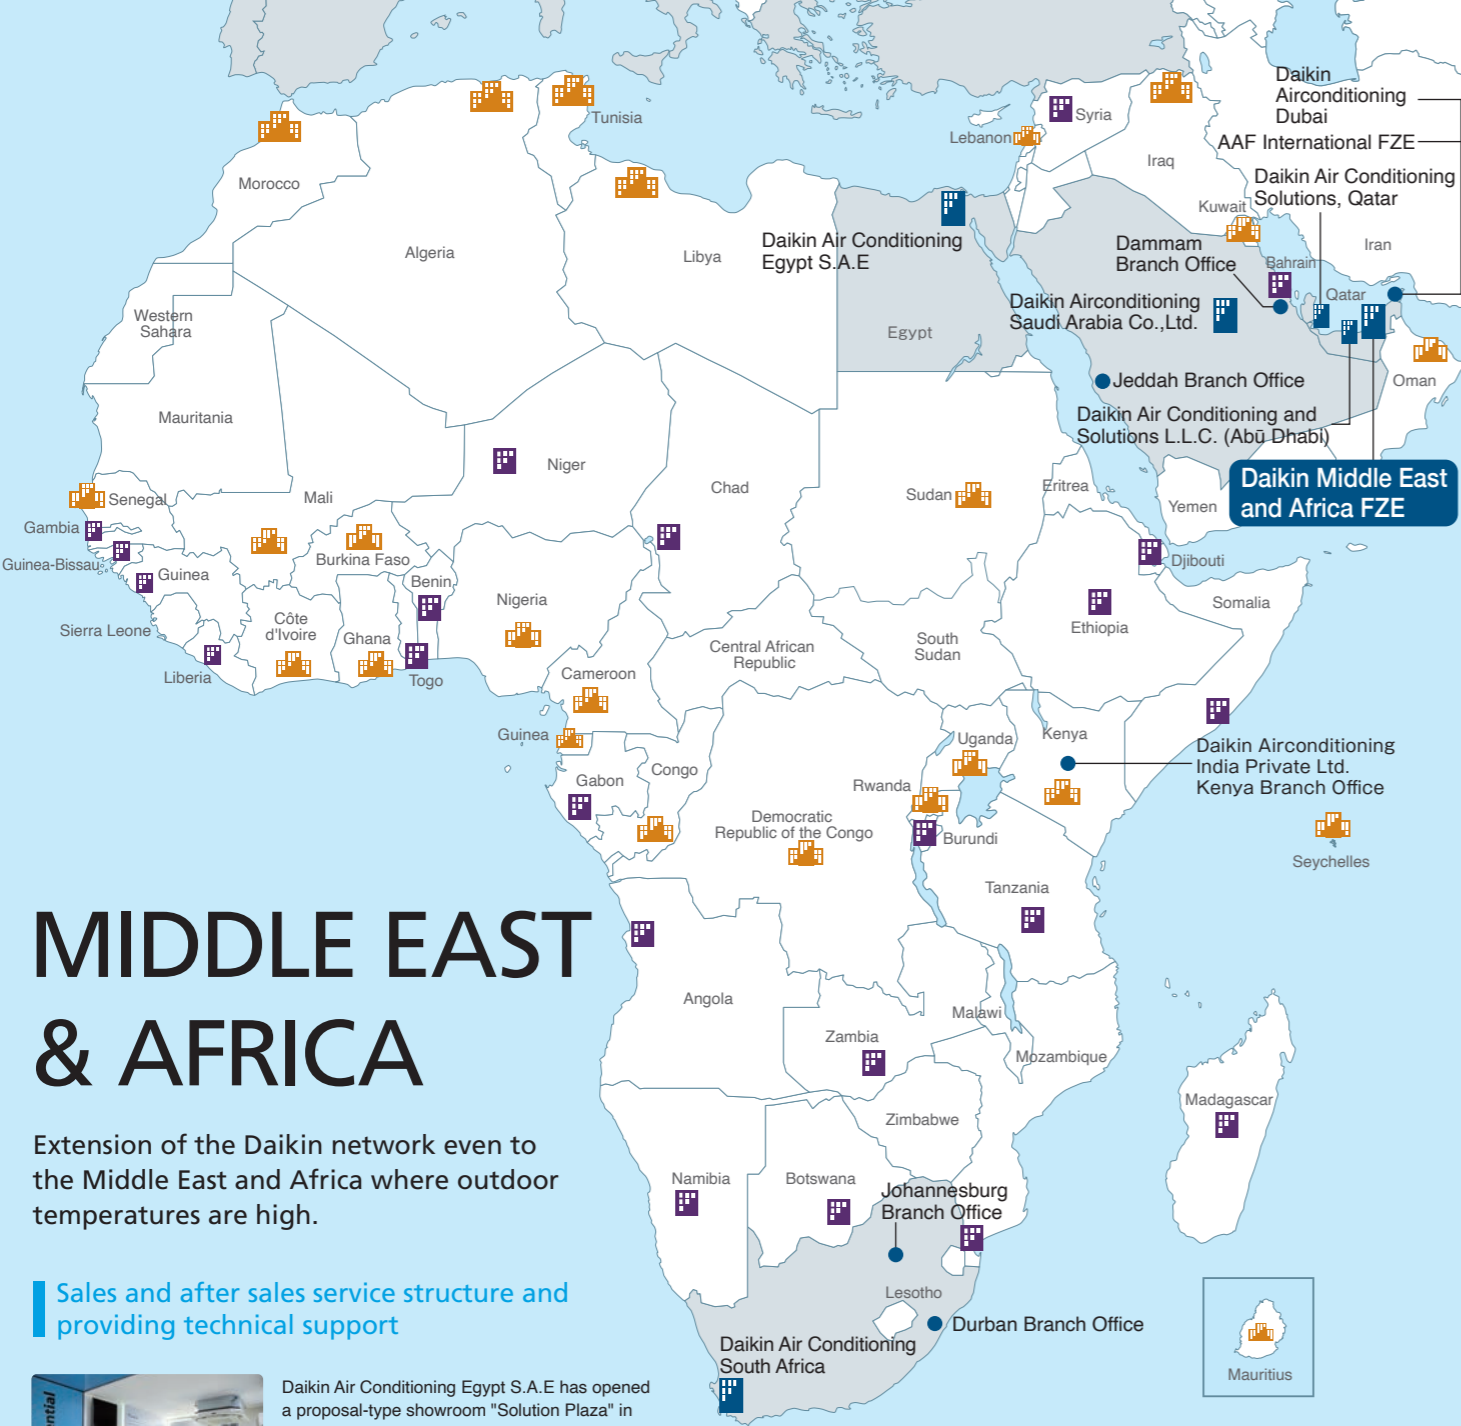 Daikin
Airconditioning
Dubai
AAF International FZE
Daikin Air Conditioning
Solutions, Qatar
Tunisia
Lebanon
Syria
Iraq
Morocco
Kuwait
Iran
Algeria
Libya
Daikin Air Conditioning
Egypt S.A.E
Dammam
Branch Office
Bahrain
Qatar
Daikin Airconditioning
Saudi Arabia Co.,Ltd.
Western
Sahara
Egypt
Oman
Jeddah Branch Office
Mauritania
Daikin Air Conditioning and
Solutions L.L.C. (Abū Dhabi)
Niger
Daikin Middle East
and Africa FZE
Senegal
Mali
Chad
Sudan
Eritrea
Yemen
Gambia
Guinea-Bissau
Guinea
Burkina Faso
Benin
Djibouti
Nigeria
Somalia
Sierra Leone
Côte
d'Ivoire
Ghana
Central African
Republic
South
Sudan
Ethiopia
Liberia
Togo
Cameroon
Guinea
Uganda
Kenya
Daikin Airconditioning
India Private Ltd.
Kenya Branch Office
Gabon
Congo
Rwanda
Democratic
Republic of the Congo
Burundi
Seychelles
Tanzania
MIDDLE EAST
& AFRICA
Angola
Malawi
Zambia
Mozambique
Madagascar
Zimbabwe
Extension of the Daikin network even to
the Middle East and Africa where outdoor
temperatures are high.
Namibia
Botswana
Johannesburg
Branch Office
Sales and after sales service structure and
providing technical support
Lesotho
Durban Branch Office
Daikin Air Conditioning
South Africa
Mauritius
Daikin Air Conditioning Egypt S.A.E has opened
a proposal-type showroom "Solution Plaza" in